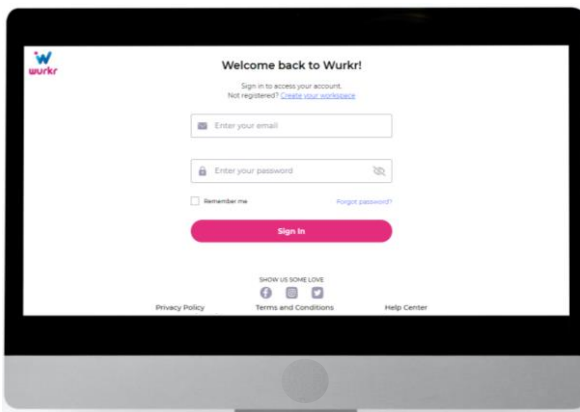 wurkr
Welcome back to Wurkr!
Sign in to access your account.
Not registered? Create your workspace
Enter your email
Enter your password
Remember me
Forgot password?
Sign In
SHOW US SOME LOVE
Privacy Policy
Terms and Conditions
Help Center